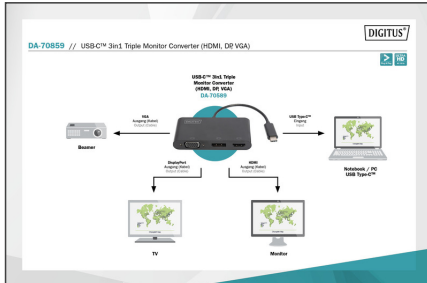 DIGITUS®
DA-70859 // USB-C™ 3in1 Triple Monitor Converter (HDMI, DP, VGA)
USB-C™ 3in1 Triple
Monitor Converter
(HDMI, DP, VGA)
DA-70589
VGA
Ausgang (Kabel)
Output (Cable)
USB Type-C™
Eingang
Input
Beamer
Notebook / PC
USB Type-C™
DisplayPort
Ausgang (Kabel)
Output (Cable)
HDMI
Ausgang (Kabel)
Output (Cable)
TV
Monitor